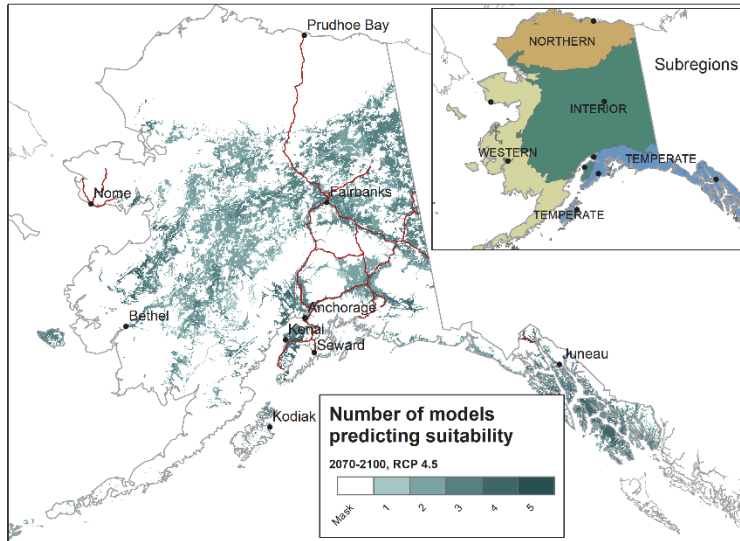 Prudhoe Bay
Nome
Fairbanks
Bethel
Anchorage
Kenai
Seward
Kodiak
Juneau
NORTHERN
Subregions
INTERIOR
WESTERN
TEMPERATE
TEMPERATE
Number of models
predicting suitability
2070-2100, RCP 4.5
Mask
1
2
3
4
5